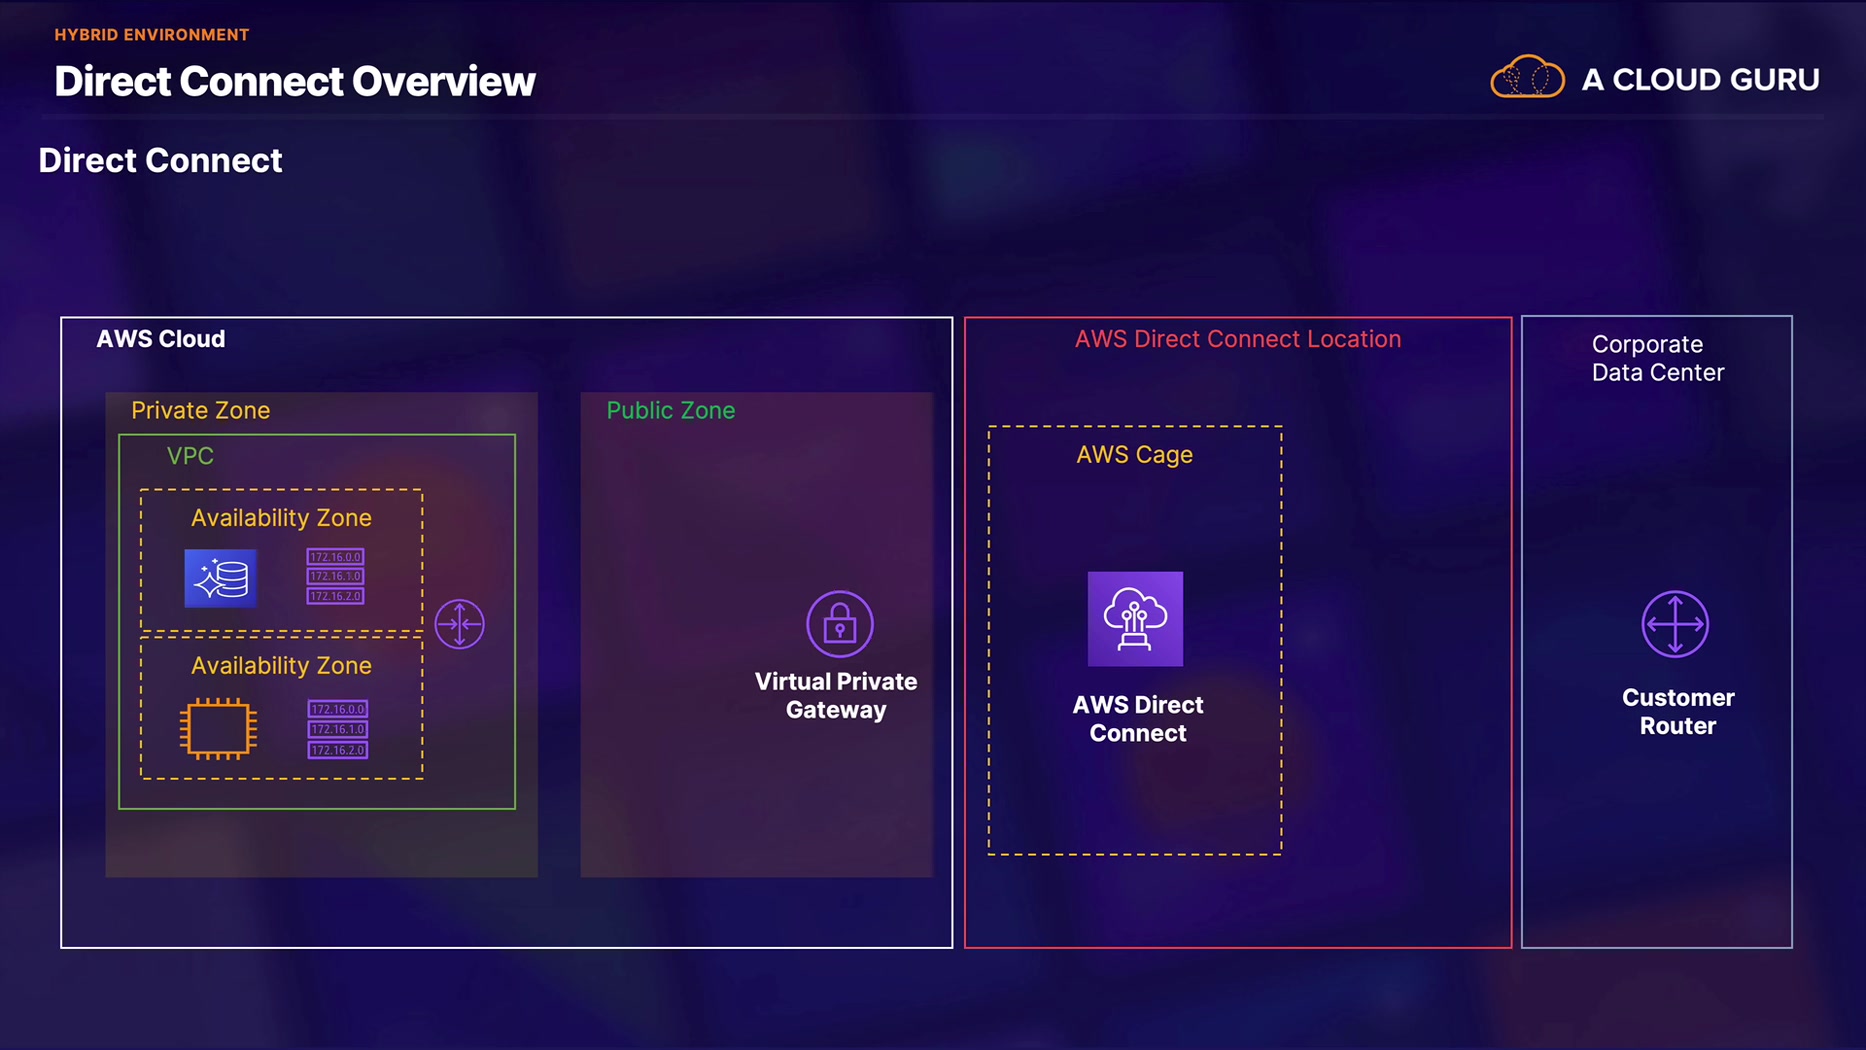 HYBRID ENVIRONMENT
Direct Connect Overview
A CLOUD GURU
Direct Connect
AWS Cloud
Private Zone
VPC
Availability Zone
172.16.0.0
172.16.1.0
172.16.2.0
Availability Zone
172.16.0.0
172.16.1.0
172.16.2.0
Public Zone
Virtual Private
Gateway
AWS Direct Connect Location
AWS Cage
AWS Direct
Connect
Corporate
Data Center
Customer
Router